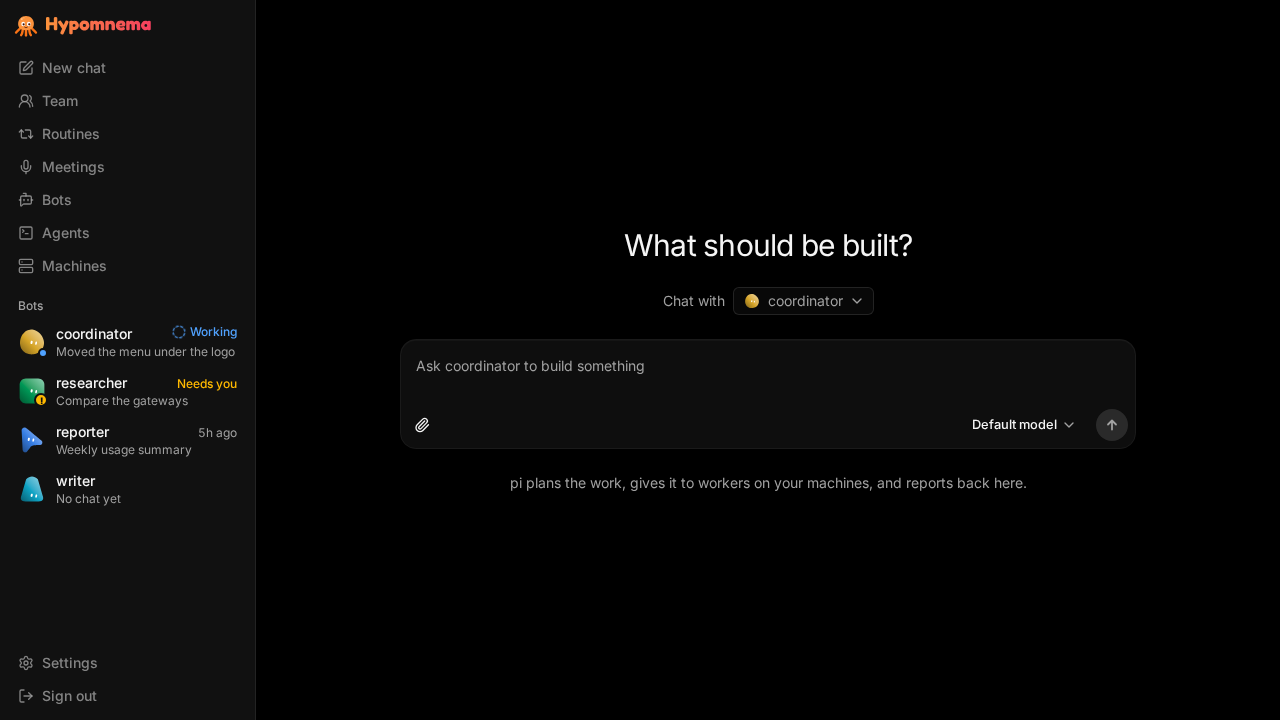 Hypomnema
New chat
Team
Routines
Meetings
Bots
Agents
Machines
Bots
coordinator
Working
Moved the menu under the logo
researcher
Needs you
Compare the gateways
reporter
5h ago
Weekly usage summary
writer
No chat yet
Settings
Sign out
What should be built?
Chat with
coordinator
Ask coordinator to build something
Default model
pi plans the work, gives it to workers on your machines, and reports back here.